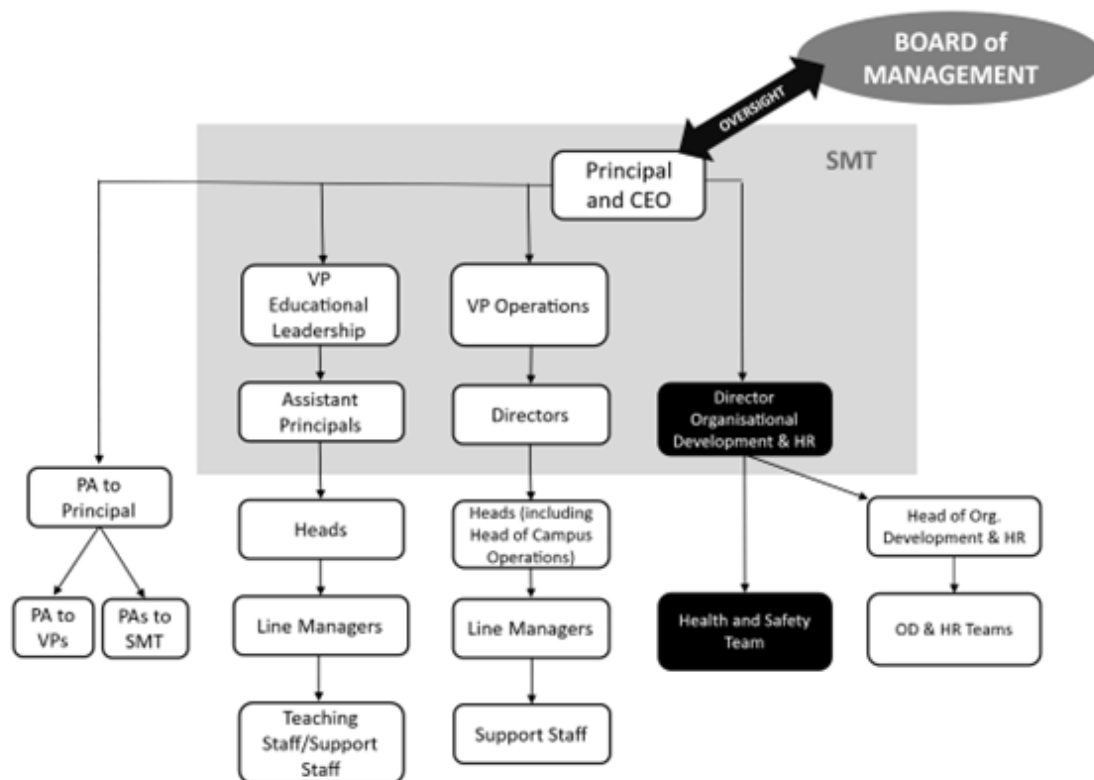 BOARD of
MANAGEMENT
OVERSIGHT
SMT
Principal
and CEO
VP
Educational
Leadership
VP Operations
Assistant
Principals
Directors
Director
Organisational
Development & HR
PA to
Principal
Heads
Heads (including
Head of Campus
Operations)
Head of Org.
Development & HR
PA to
VPs
PAs to
SMT
Line Managers
Line Managers
Health and Safety
Team
OD & HR Teams
Teaching
Staff/Support
Staff
Support Staff